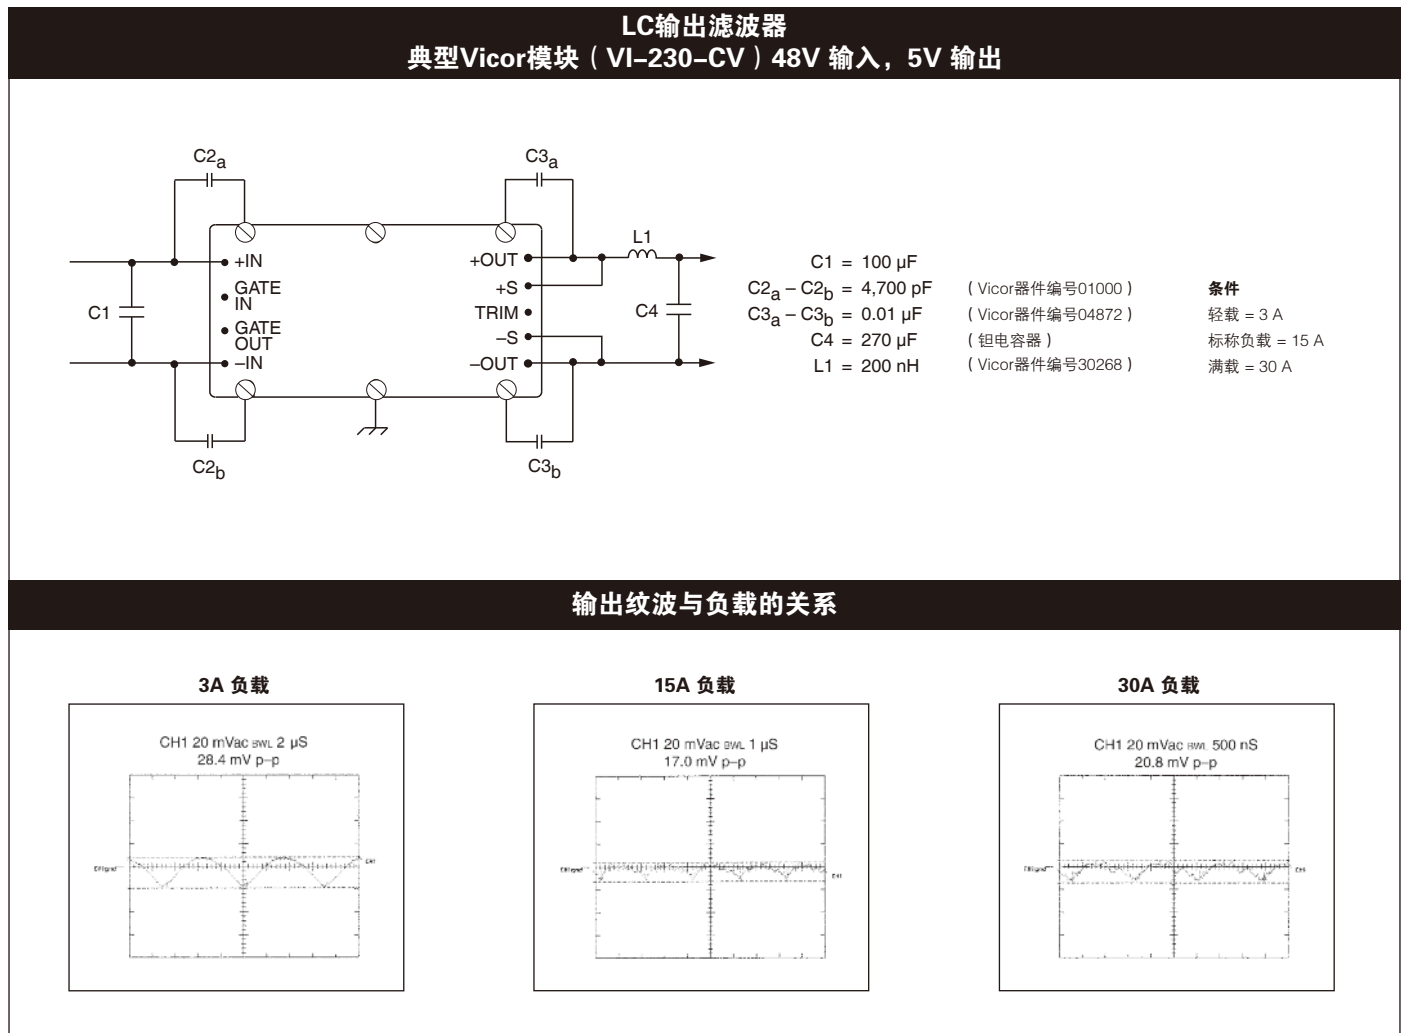 LC输出滤波器
典型Vicor模块（VI–230–CV）48V 输入，5V 输出
C2a
C3a
+IN
GATE
IN
GATE
OUT
–IN
+OUT
+S
TRIM
–S
–OUT
C1
L1
C4
C2b
C3b
C1 = 100 µF
C2a – C2b = 4,700 pF （Vicor器件编号01000）
C3a – C3b = 0.01 µF （Vicor器件编号04872）
C4 = 270 µF （钽电容器）
L1 = 200 nH （Vicor器件编号30268）
条件
轻载 = 3 A
标称负载 = 15 A
满载 = 30 A
输出纹波与负载的关系
3A 负载
CH1 20 mVac BWL 2 µS
28.4 mV p–p
CH1gnd
CH1
15A 负载
CH1 20 mVac BWL 1 µS
17.0 mV p–p
CH1gnd
CH1
30A 负载
CH1 20 mVac BWL 500 nS
20.8 mV p–p
CH1gnd